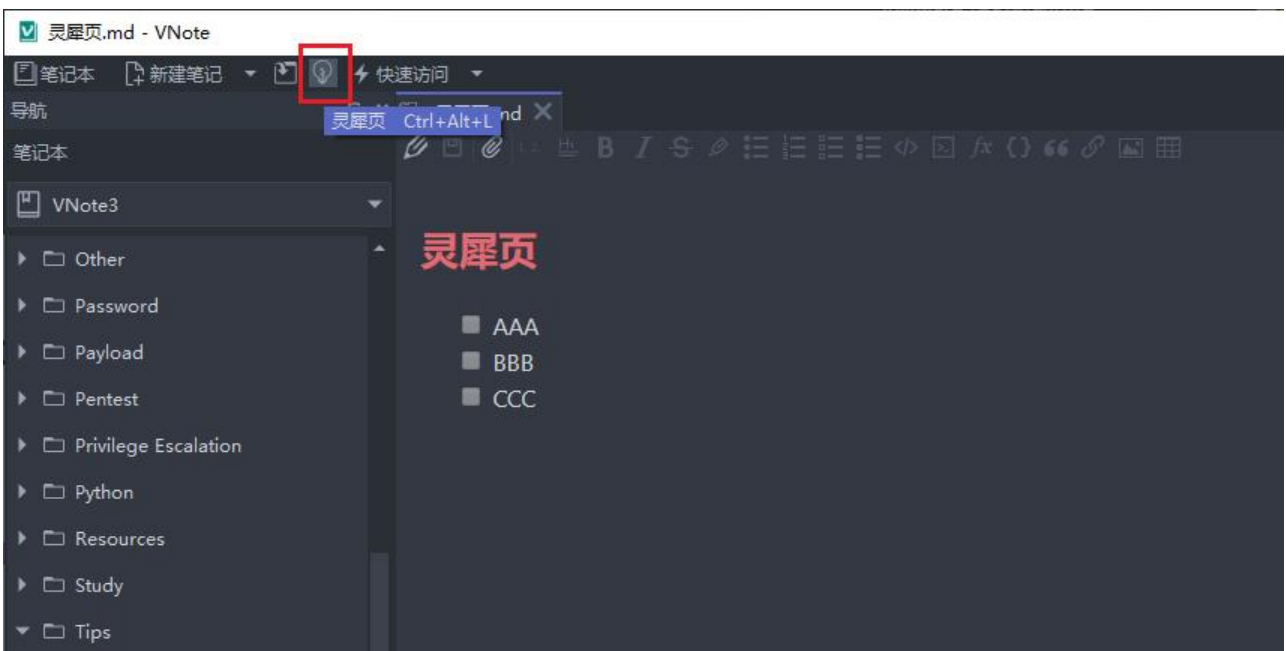 灵犀页.md - VNote
笔记本 新建笔记 快速访问
导航
灵犀页 Ctrl+Alt+L
笔记本
VNote3
Other
Password
Payload
Pentest
Privilege Escalation
Python
Resources
Study
Tips
灵犀页
AAA
BBB
CCC